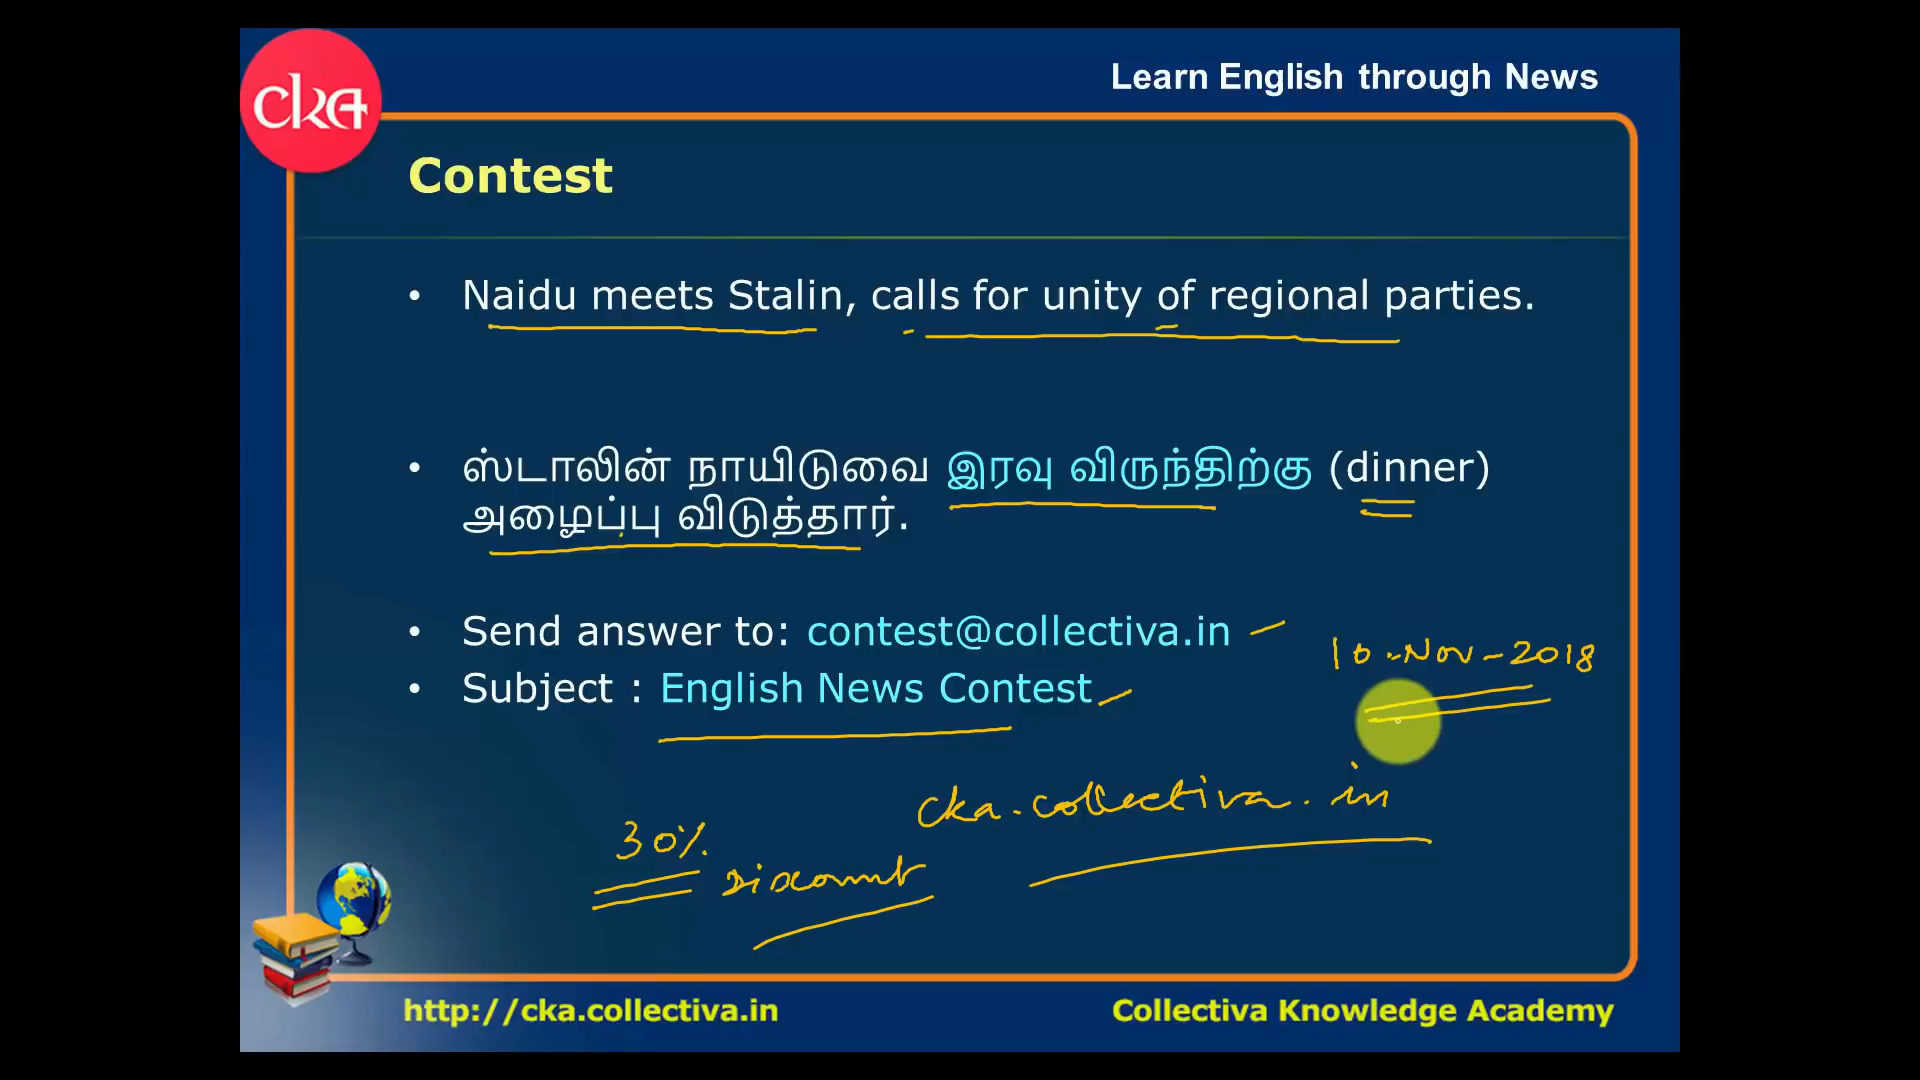 cka
Learn English through News
Contest
• Naidu meets Stalin, calls for unity of regional parties.
• ஸ்டாலின் நாயிடுவை இரவு விருந்திற்கு (dinner)
அழைப்பு விடுத்தார்.
• Send answer to: contest@collectiva.in
• Subject : English News Contest
10-Nov-2018
cka.collectiva.in
30%
Discount
http://cka.collectiva.in
Collectiva Knowledge Academy